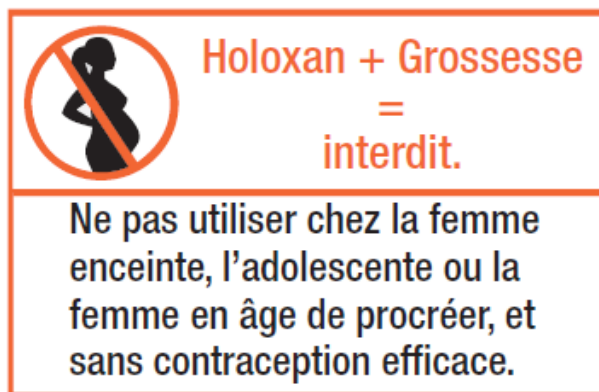 Holoxan + Grossesse
=
interdit.
Ne pas utiliser chez la femme
enceinte, l'adolescente ou la
femme en âge de procréer, et
sans contraception efficace.